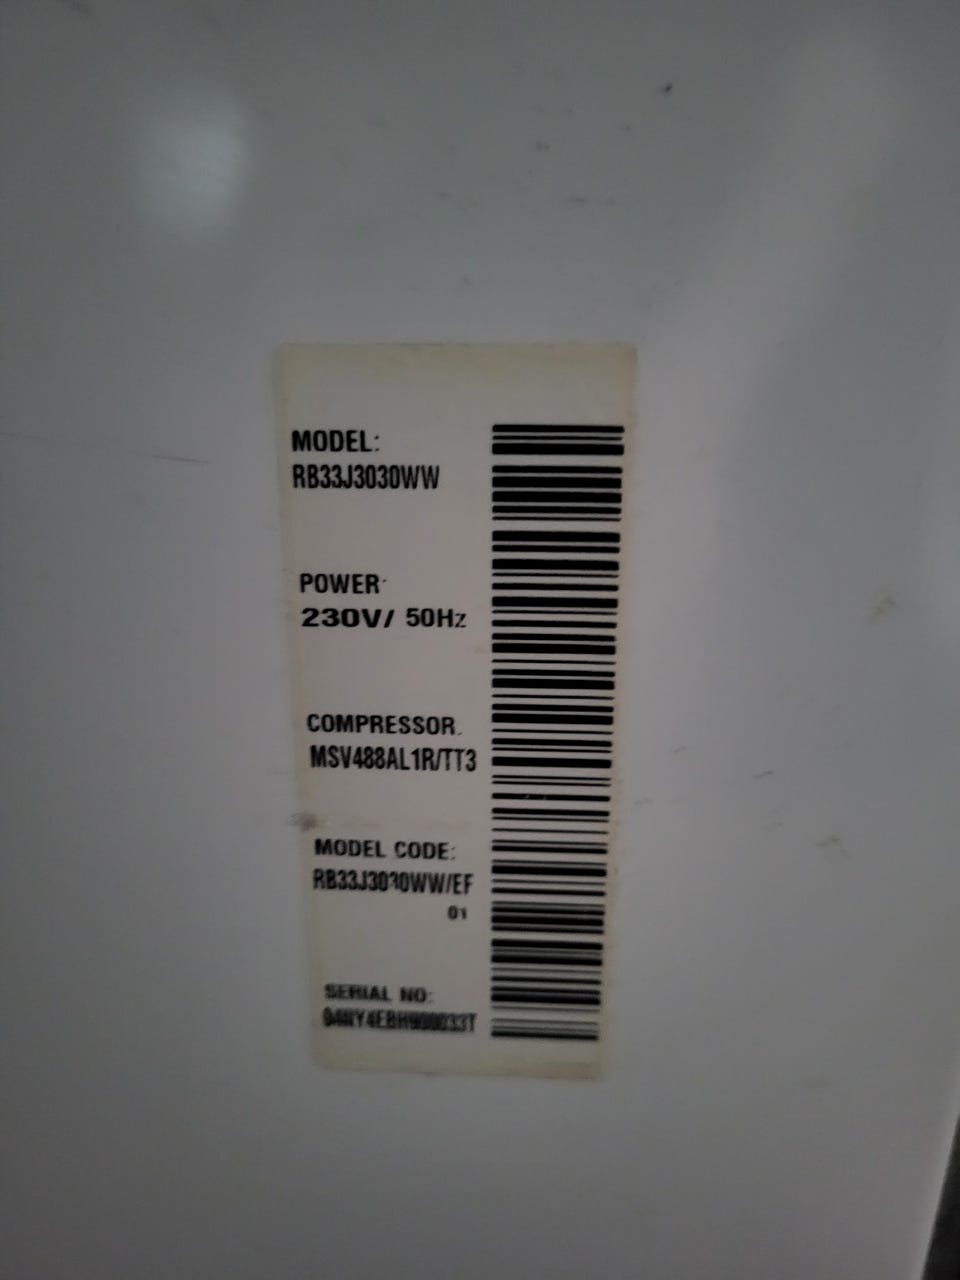 MODEL:
RB33J3030WW
POWER:
230V/ 50Hz
COMPRESSOR.
MSV488AL1R/TT3
MODEL CODE:
RB33J3030WW/EF
01
SERIAL NO: